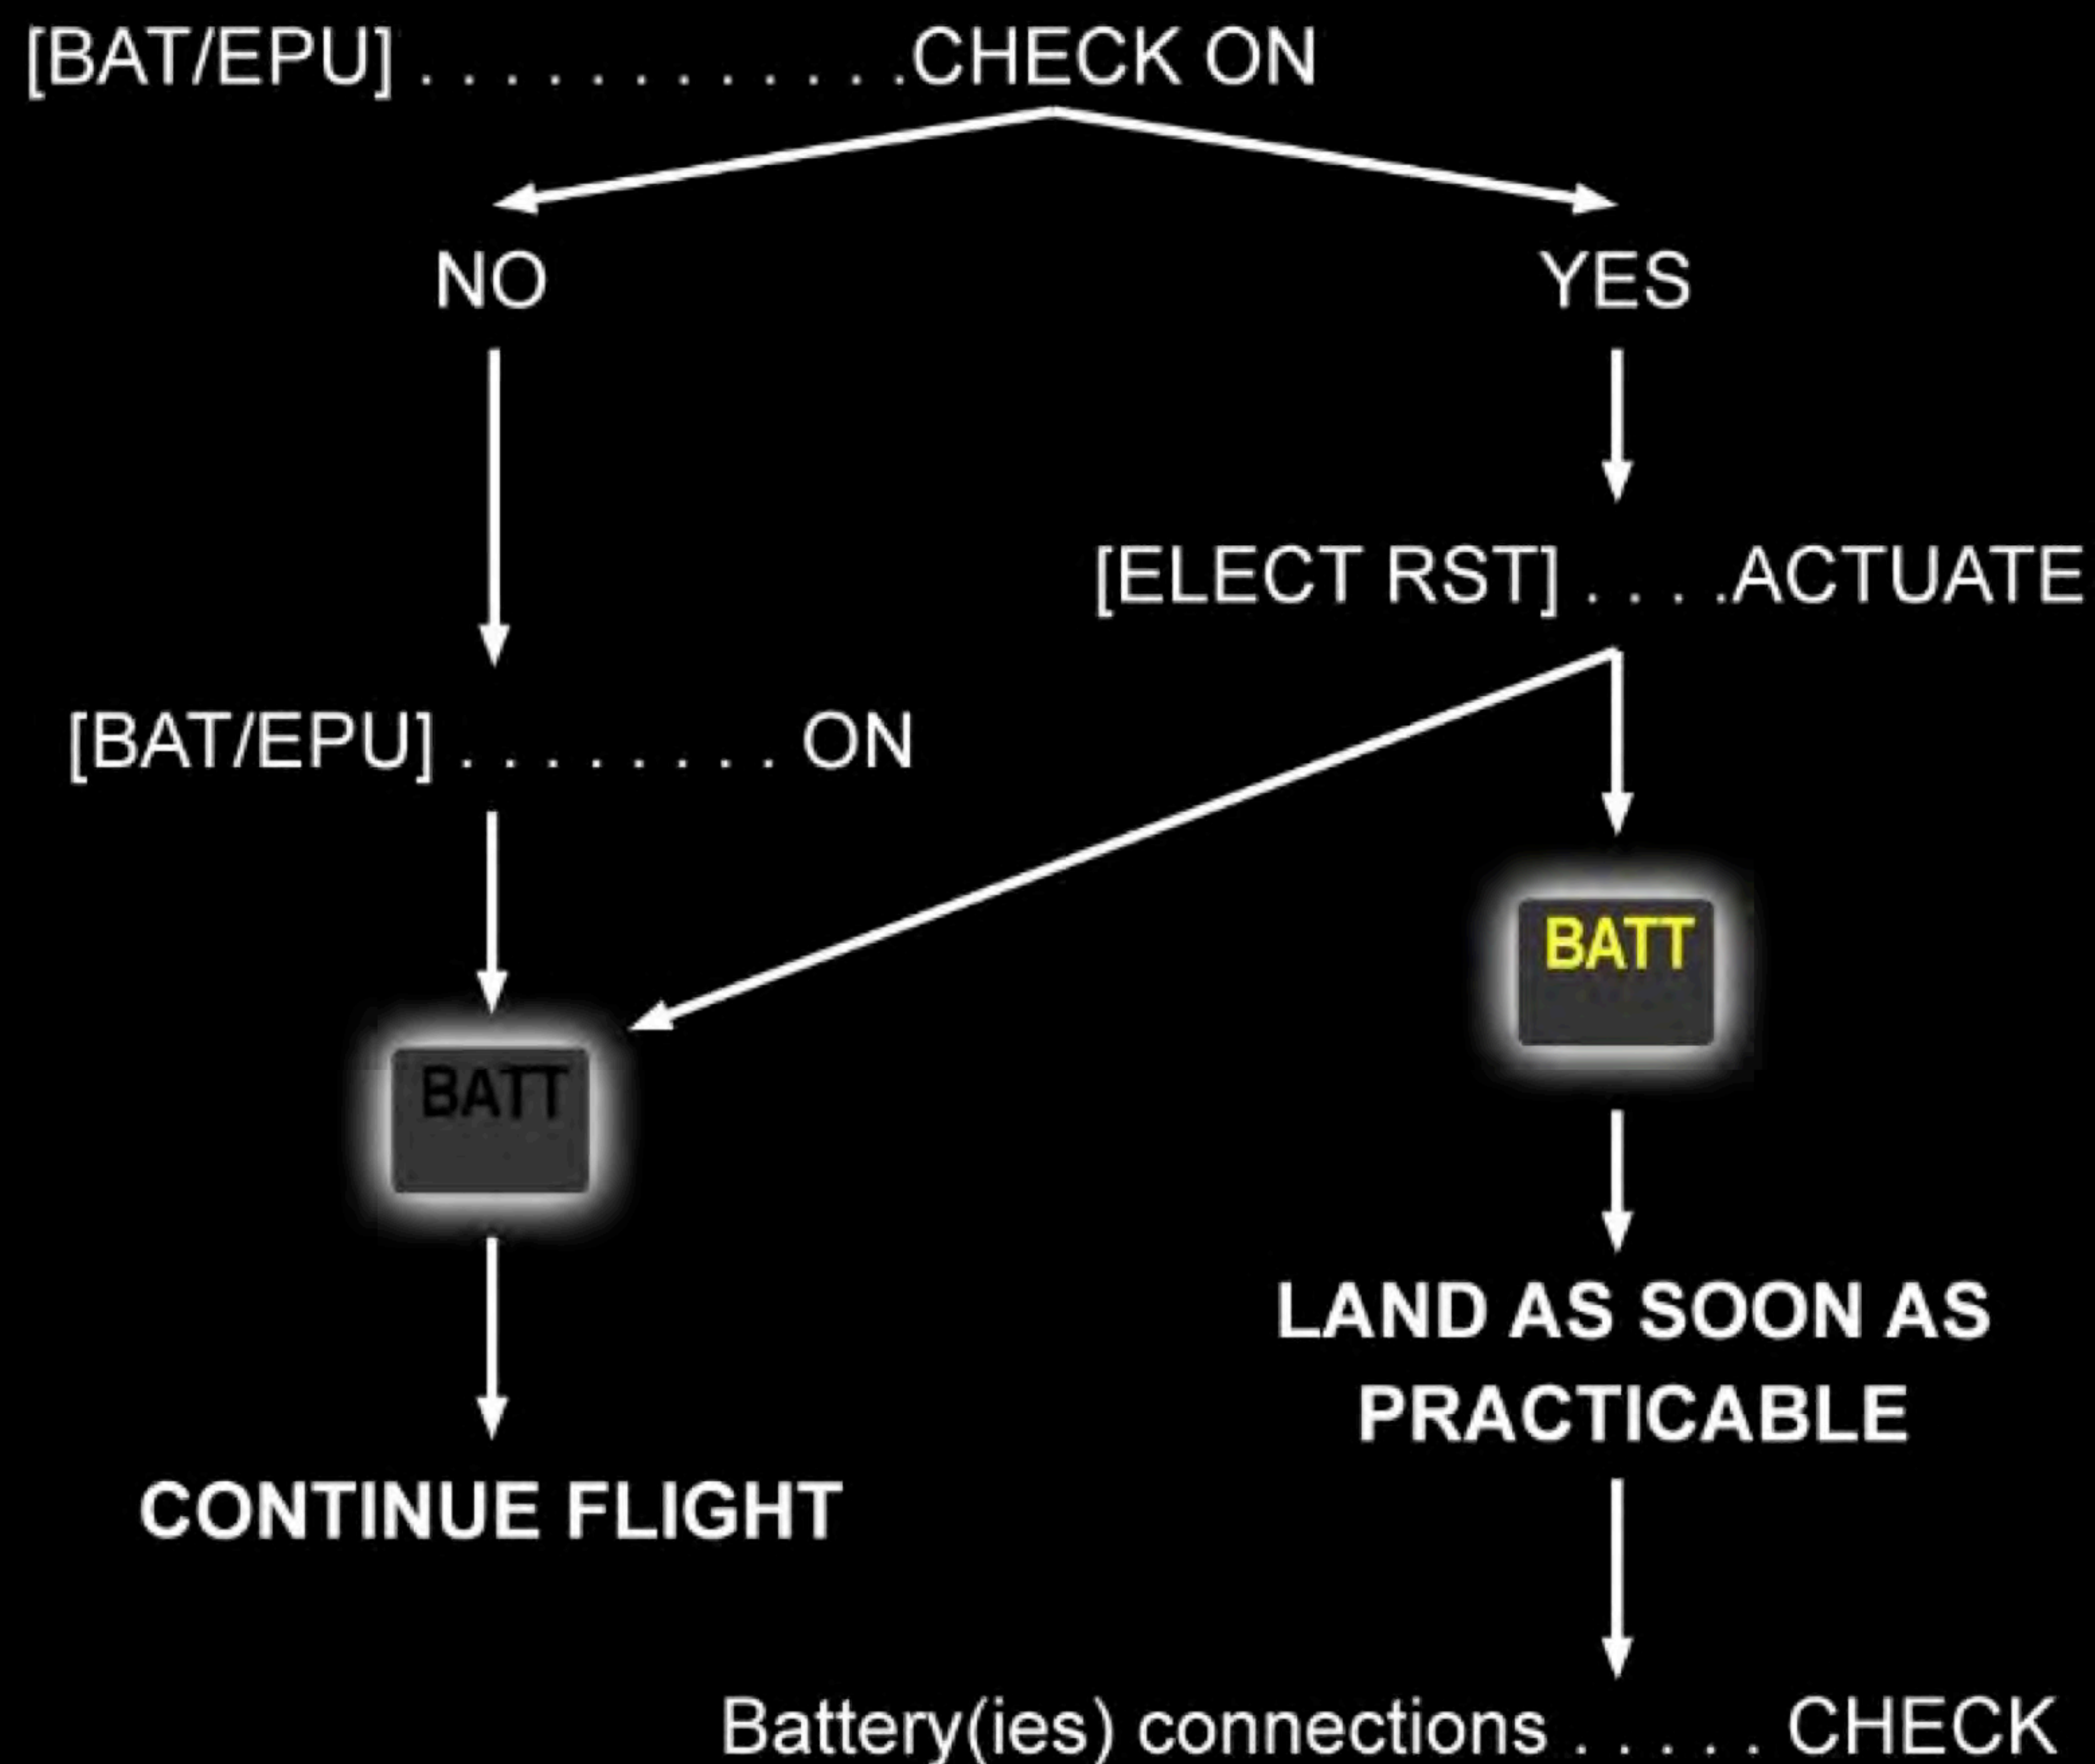 [BAT/EPU] . . . . . . . . . . . . . . . . .CHECK ON
NO
YES
[ELECT RST] . . . .ACTUATE
[BAT/EPU] . . . . . . . . . . . ON
BATT
BATT
LAND AS SOON AS
PRACTICABLE
CONTINUE FLIGHT
Battery(ies) connections . . . . . CHECK